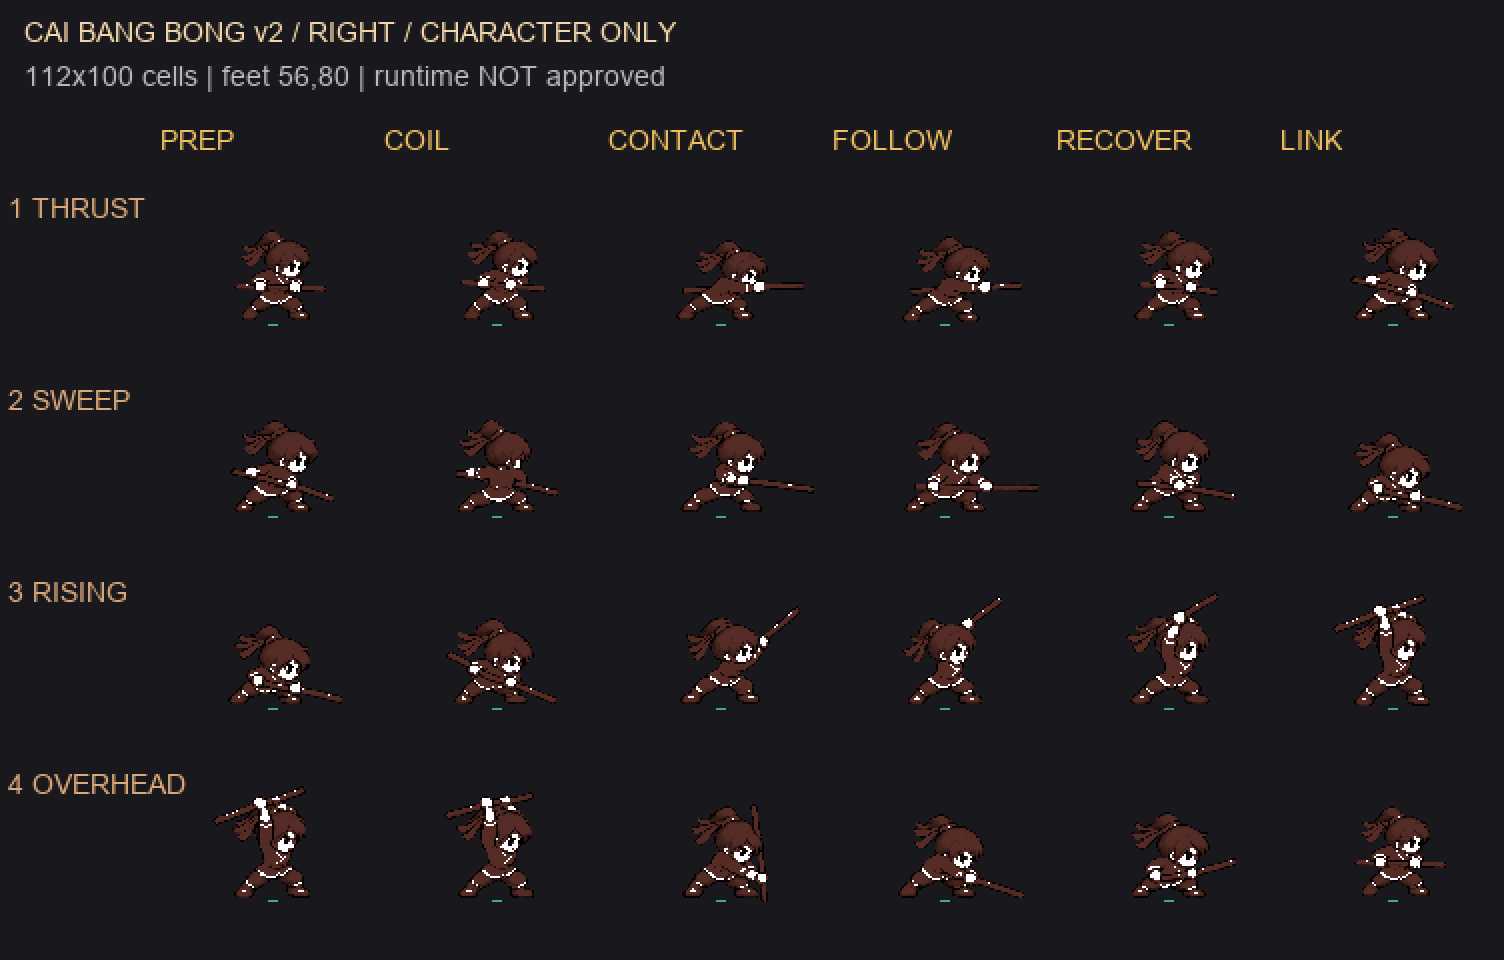 CAI BANG BONG v2 / RIGHT / CHARACTER ONLY
112x100 cells | feet 56,80 | runtime NOT approved
PREP COIL CONTACT FOLLOW RECOVER LINK
1 THRUST
2 SWEEP
3 RISING
4 OVERHEAD